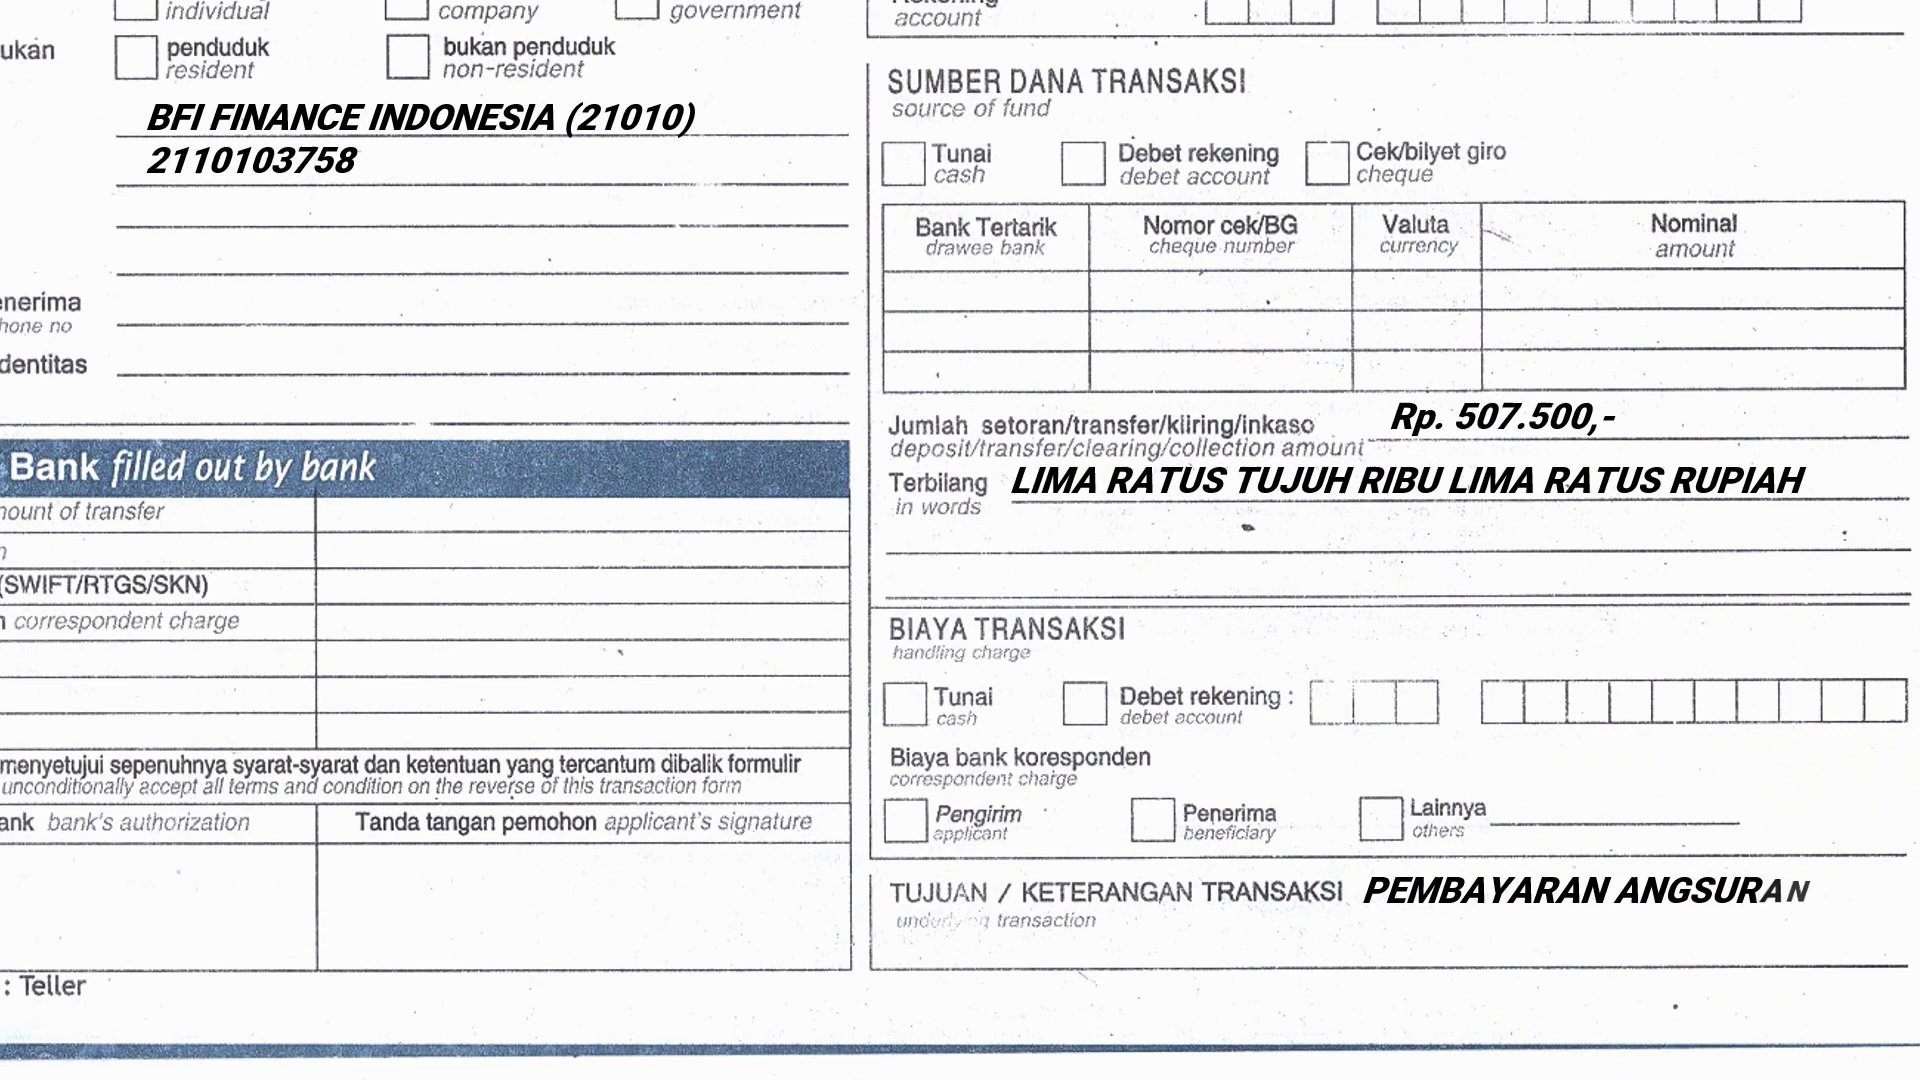 individual
company
government
ukan
penduduk
resident
bukan penduduk
non-resident
BFI FINANCE INDONESIA (21010)
2110103758
enerima
hone no
dentitas
Bank filled out by bank
ount of transfer
(SWIFT/RTGS/SKN)
correspondent charge
menyetujui sepenuhnya syarat-syarat dan ketentuan yang tercantum dibalik formulir
unconditionally accept all terms and condition on the reverse of this transaction form
ank bank's authorization
Tanda tangan pemohon applicant's signature
: Teller
account
SUMBER DANA TRANSAKSI
source of fund
Tunai
cash
Debet rekening
debet account
Cek/bilyet giro
cheque
Bank Tertarik
drawee bank
Nomor cek/BG
cheque number
Valuta
currency
Nominal
amount
Jumlah setoran/transfer/kliring/inkaso Rp. 507.500,-
deposit/transfer/clearing/collection amount
Terbilang LIMA RATUS TUJUH RIBU LIMA RATUS RUPIAH
in words
BIAYA TRANSAKSI
handling charge
Tunai
cash
Debet rekening :
debet account
Biaya bank koresponden
correspondent charge
Pengirim
applicant
Penerima
beneficiary
Lainnya
others
TUJUAN / KETERANGAN TRANSAKSI PEMBAYARAN ANGSURAN
underlying transaction